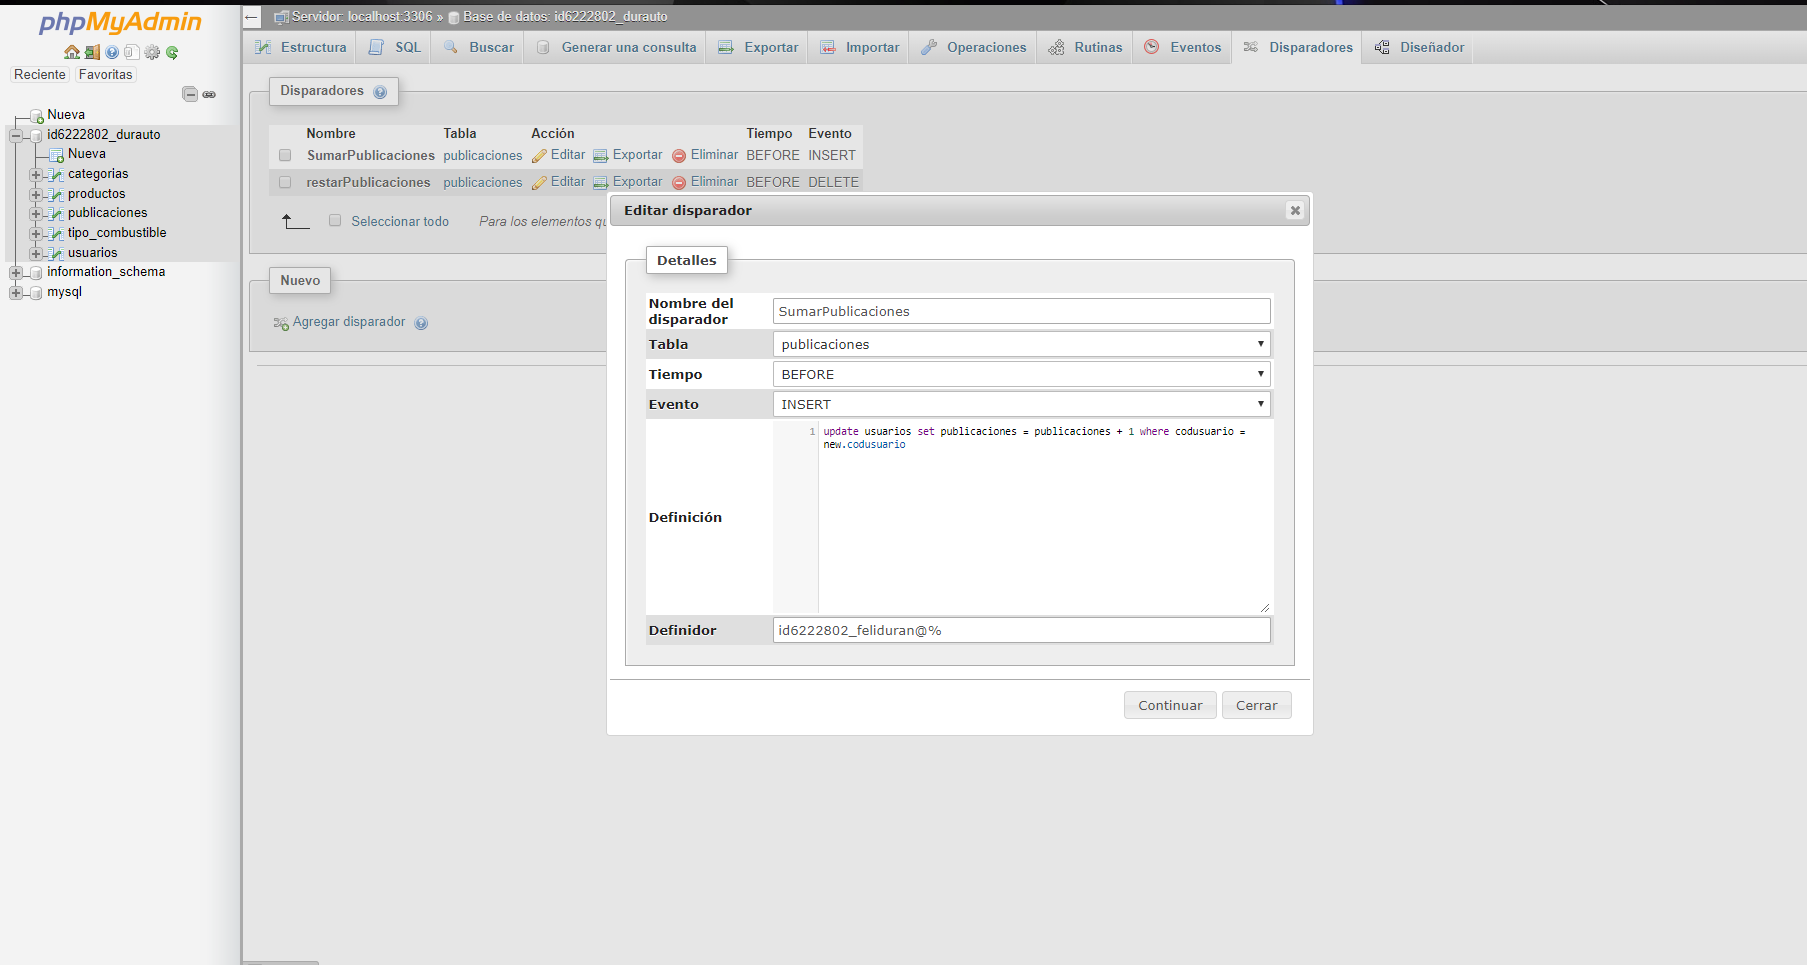 phpMyAdmin
Reciente Favoritas
Nueva
id6222802_durauto
Nueva
categorias
productos
publicaciones
tipo_combustible
usuarios
information_schema
mysql
Servidor: localhost:3306 » Base de datos: id6222802_durauto
Estructura SQL Buscar Generar una consulta Exportar Importar Operaciones Rutinas Eventos Disparadores Diseñador
Disparadores
Nombre Tabla Acción Tiempo Evento
SumarPublicaciones publicaciones Editar Exportar Eliminar BEFORE INSERT
restarPublicaciones publicaciones Editar Exportar Eliminar BEFORE DELETE
Seleccionar todo Para los elementos qu
Nuevo
Agregar disparador
Editar disparador
Detalles
Nombre del
disparador SumarPublicaciones
Tabla publicaciones
Tiempo BEFORE
Evento INSERT
Definición
1 update usuarios set publicaciones = publicaciones + 1 where codusuario =
new.codusuario
Definidor id6222802_feliduran@%
Continuar Cerrar